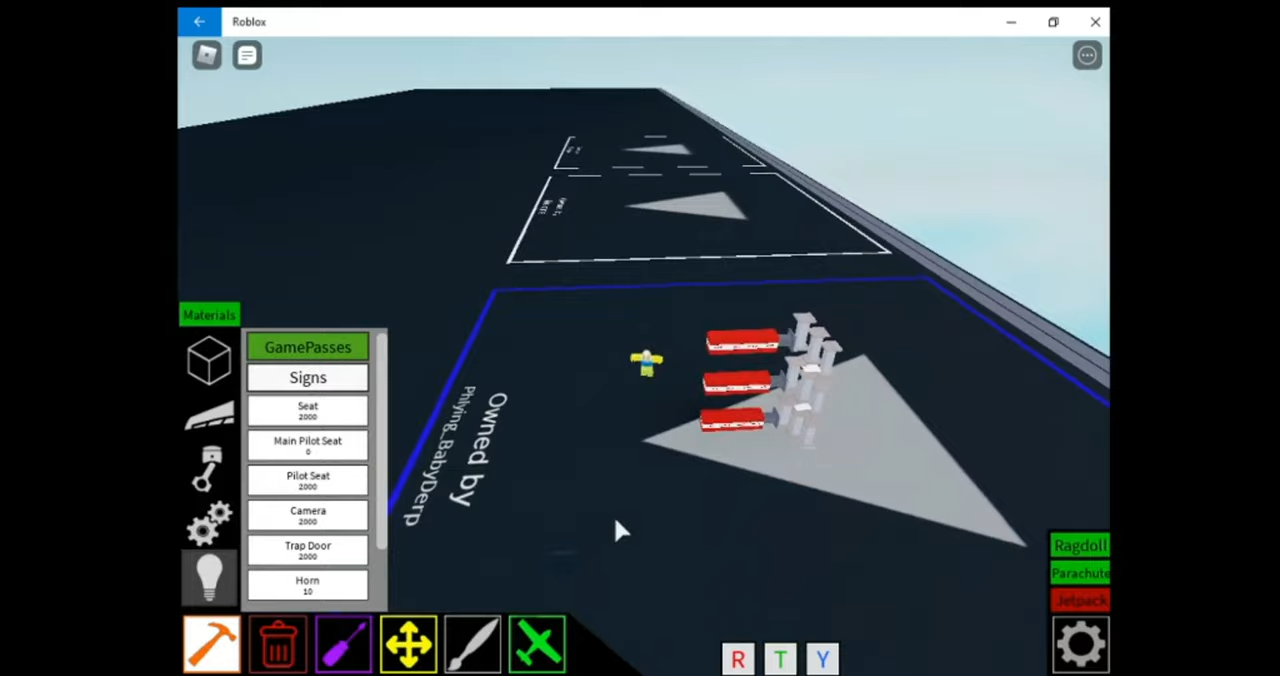 Roblox
Materials
GamePasses
Signs
Seat
2000
Main Pilot Seat
0
Pilot Seat
2000
Camera
2000
Trap Door
2000
Horn
10
Owned by
Phlying_BabyDerp
Ragdoll
Parachute
Jetpack
R T Y